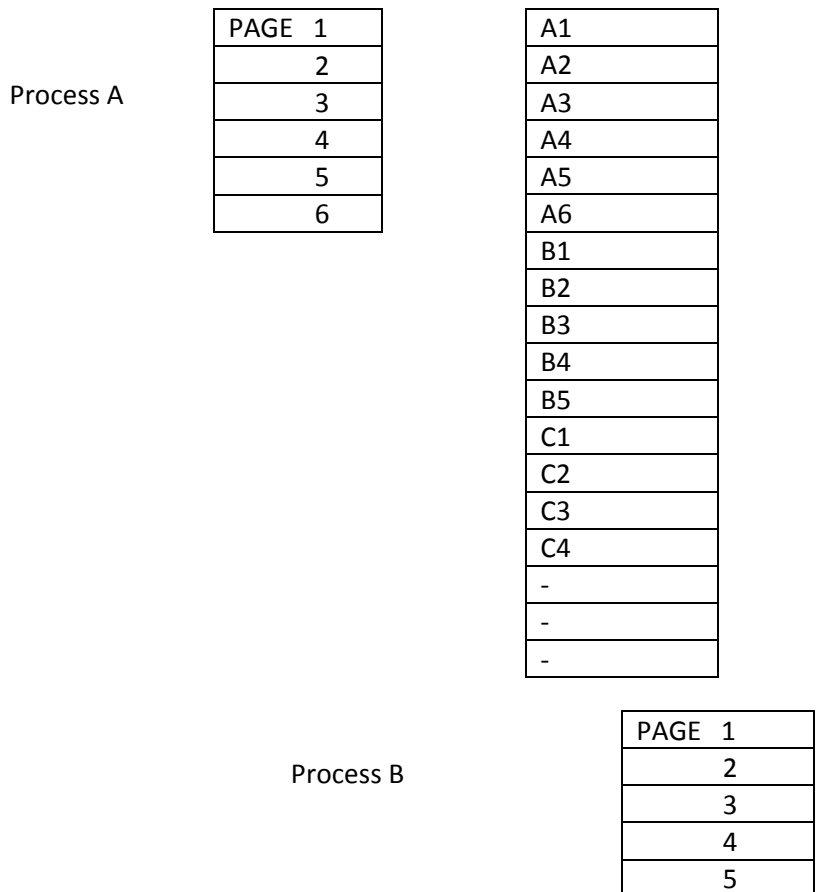 Process A
PAGE 1
2
3
4
5
6
A1
A2
A3
A4
A5
A6
B1
B2
B3
B4
B5
C1
C2
C3
C4
-
-
-
Process B
PAGE 1
2
3
4
5